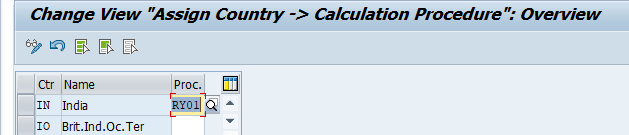 Change View "Assign Country -> Calculation Procedure": Overview
Ctr Name Proc.
IN India RY01
IO Brit.Ind.Oc.Ter